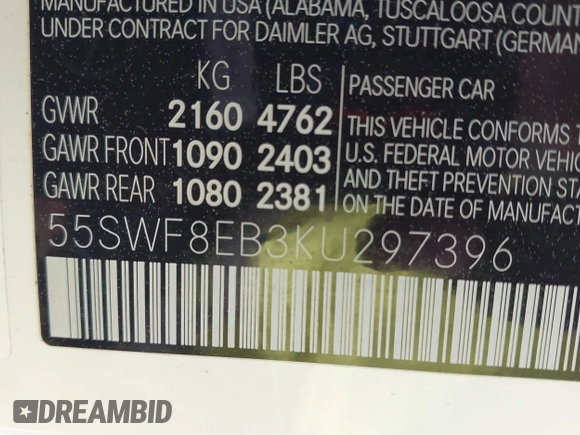 MANUFACTURED IN USA (ALABAMA, TUSCALOOSA COUNT
UNDER CONTRACT FOR DAIMLER AG, STUTTGART (GERMAN
KG LBS PASSENGER CAR
GVWR 2160 4762 THIS VEHICLE CONFORMS
GAWR FRONT 1090 2403 U.S. FEDERAL MOTOR VEHIC
GAWR REAR 1080 2381 AND THEFT PREVENTION ST
ON THE DATE OF MANUFAC
55SWF8EB3KU297396
DREAMBID